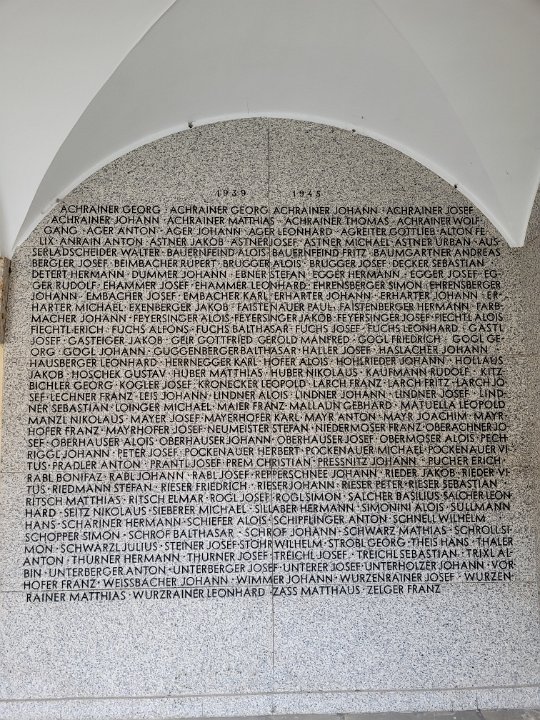 1939 1945
ACHRAINER GEORG · ACHRAINER GEORG ACHRAINER JOHANN · ACHRAINER JOSEF
ACHRAINER JOHANN · ACHRAINER MATTHIAS · ACHRAINER THOMAS · ACHRAINER WOLF-
GANG · AGER ANTON · AGER JOHANN · AGER LEONHARD · AGREITER GOTTLIEB · ALTON FE-
LIX · ANRAIN ANTON · ASTNER JAKOB · ASTNER JOSEF · ASTNER MICHAEL · ASTNER URBAN · AUS-
SERLADSCHEIDER WALTER · BAUERNFEIND ALOIS · BAUERNFEIND FRITZ · BAUMGARTNER ANDREAS
BERGLER JOSEF · BEIMBACHER RUPERT · BRUGGER ALOIS · BRUGGER JOSEF · DECKER SEBASTIAN
DETERT HERMANN · DUMMER JOHANN · EBNER STEFAN · EGGER HERMANN · EGGER JOSEF · EG-
GER RUDOLF · EHAMMER JOSEF · EHAMMER LEONHARD · EHRENSBERGER SIMON · EHRENSBERGER
JOHANN · EMBACHER JOSEF · EMBACHER KARL · ERHARTER JOHANN · ERHARTER JOHANN · ER-
HARTER MICHAEL · EXENBERGER JAKOB · FAISTENAUER PAUL · FAISTENBERGER HERMANN · FARB-
MACHER JOHANN · FEYERSINGER ALOIS · FEYERSINGER JAKOB · FEYERSINGER JOSEF · FIECHTL ALOIS
FIECHTL ERICH · FUCHS ALFONS · FUCHS BALTHASAR · FUCHS JOSEF · FUCHS LEONHARD · GASTL
JOSEF · GASTEIGER JAKOB · GEIR GOTTFRIED · GEROLD MANFRED · GOGL FRIEDRICH · GOGL GE-
ORG · GOGL JOHANN · GUGGENBERGER BALTHASAR · HAJLER JOSEF · HASLACHER JOHANN
HAUSBERGER LEONHARD · HERRNEGGER KARL · HOFER ALOIS · HOHLRIEDER JOHANN · HOLLAUS
JAKOB · HOSCHEK GUSTAV · HUBER MATTHIAS · HUBER NIKOLAUS · KAUFMANN RUDOLF · KITZ-
BICHLER GEORG · KOGLER JOSEF · KRONECKER LEOPOLD · LARCH FRANZ · LARCH FRITZ · LARCH JO-
SEF · LECHNER FRANZ · LEIS JOHANN · LINDNER ALOIS · LINDNER JOHANN · LINDNER JOSEF · LIND-
NER SEBASTIAN · LOINGER MICHAEL · MAIER FRANZ · MALLAUN GEBHARD · MATUELLA LEOPOLD
MANZL NIKOLAUS · MAYER JOSEF · MAYERHOFER KARL · MAYR ANTON · MAYR JOACHIM · MAYR-
HOFER FRANZ · MAYRHOFER JOSEF · NEUMEISTER STEFAN · NIEDERMOSER FRANZ · OBERACHNER JO-
SEF · OBERHAUSER ALOIS · OBERHAUSER JOHANN · OBERHAUSER JOSEF · OBERMOSER ALOIS · PECH-
RIGGL JOHANN · PETER JOSEF · POCKENAUER HERBERT · POCKENAUER MICHAEL · POCKENAUER VI-
TUS · PRADLER ANTON · PRANTL JOSEF · PREM CHRISTIAN · PRESSNITZ JOHANN · PUCHER ERICH
RABL BONIFAZ · RABL JOHANN · RABL JOSEF · REPPERSCHNEE JOHANN · RIEDER JAKOB · RIEDER VI-
TUS · RIEDMANN STEFAN · RIESER FRIEDRICH · RIESER JOHANN · RIESER PETER · RIESER SEBASTIAN
RITSCH MATTHIAS · RITSCH ELMAR · ROGL JOSEF · ROGL SIMON · SALCHER BASILIUS · SALCHER LEON-
HARD · SEITZ NIKOLAUS · SIEBERER MICHAEL · SILLABER HERMANN · SIMONINI ALOIS · SULLMANN
HANS · SCHARINER HERMANN · SCHIEFER ALOIS · SCHIPFLINGER ANTON · SCHNELL WILHELM
SCHOPPER SIMON · SCHROF BALTHASAR · SCHROF JOHANN · SCHWARZ MATHIAS · SCHROLL SI-
MON · SCHWARZL JULIUS · STEINER JOSEF · STÖHR WILHELM · STROBL GEORG · THEIS HANS · THALER
ANTON · THURNER HERMANN · THURNER JOSEF · TREICHL JOSEF · TREICHL SEBASTIAN · TRIXL AL-
BIN · UNTERBERGER ANTON · UNTERBERGER JOSEF · UNTERER JOSEF · UNTERHOLZER JOHANN · VOR-
HOFER FRANZ · WEISSBACHER JOHANN · WIMMER JOHANN · WURZENRAINER JOSEF · WURZEN-
RAINER MATTHIAS · WURZRAINER LEONHARD · ZASS MATTHAUS · ZELGER FRANZ